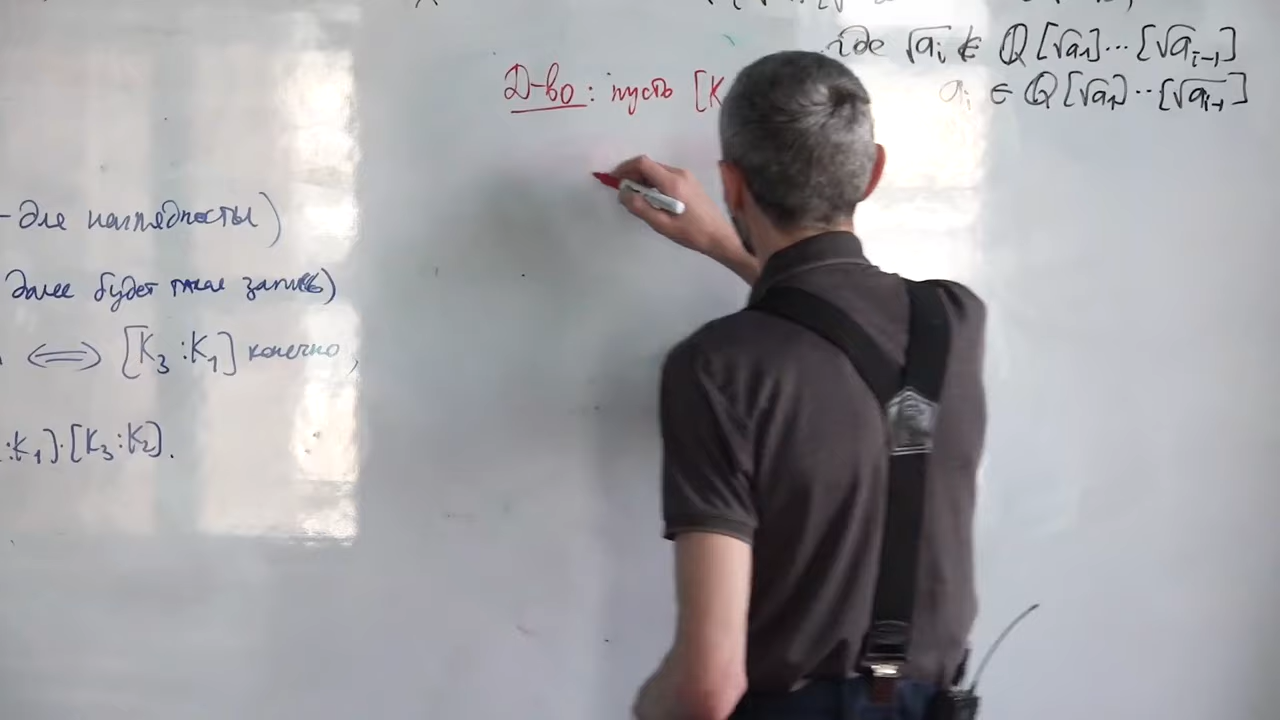 - для наглядности)
далее будет такая запись)
⟺ [K₃ : K₁] конечно,
:K₁]·[K₃:K₂].
где √aᵢ ∉ ℚ[√a₁]⋯[√aᵢ₋₁]
aᵢ ∈ ℚ[√a₁]⋯[√aᵢ₋₁]
Д-во: пусть [K